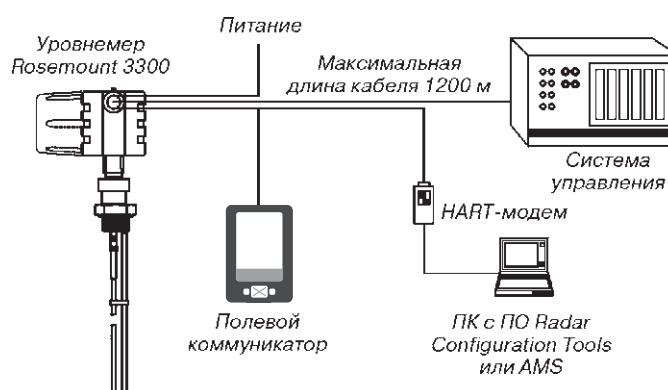 Питание
Уровнемер
Rosemount 3300
Максимальная
длина кабеля 1200 м
Система
управления
HART-модем
Полевой
коммуникатор
ПК с ПО Radar
Configuration Tools
или AMS